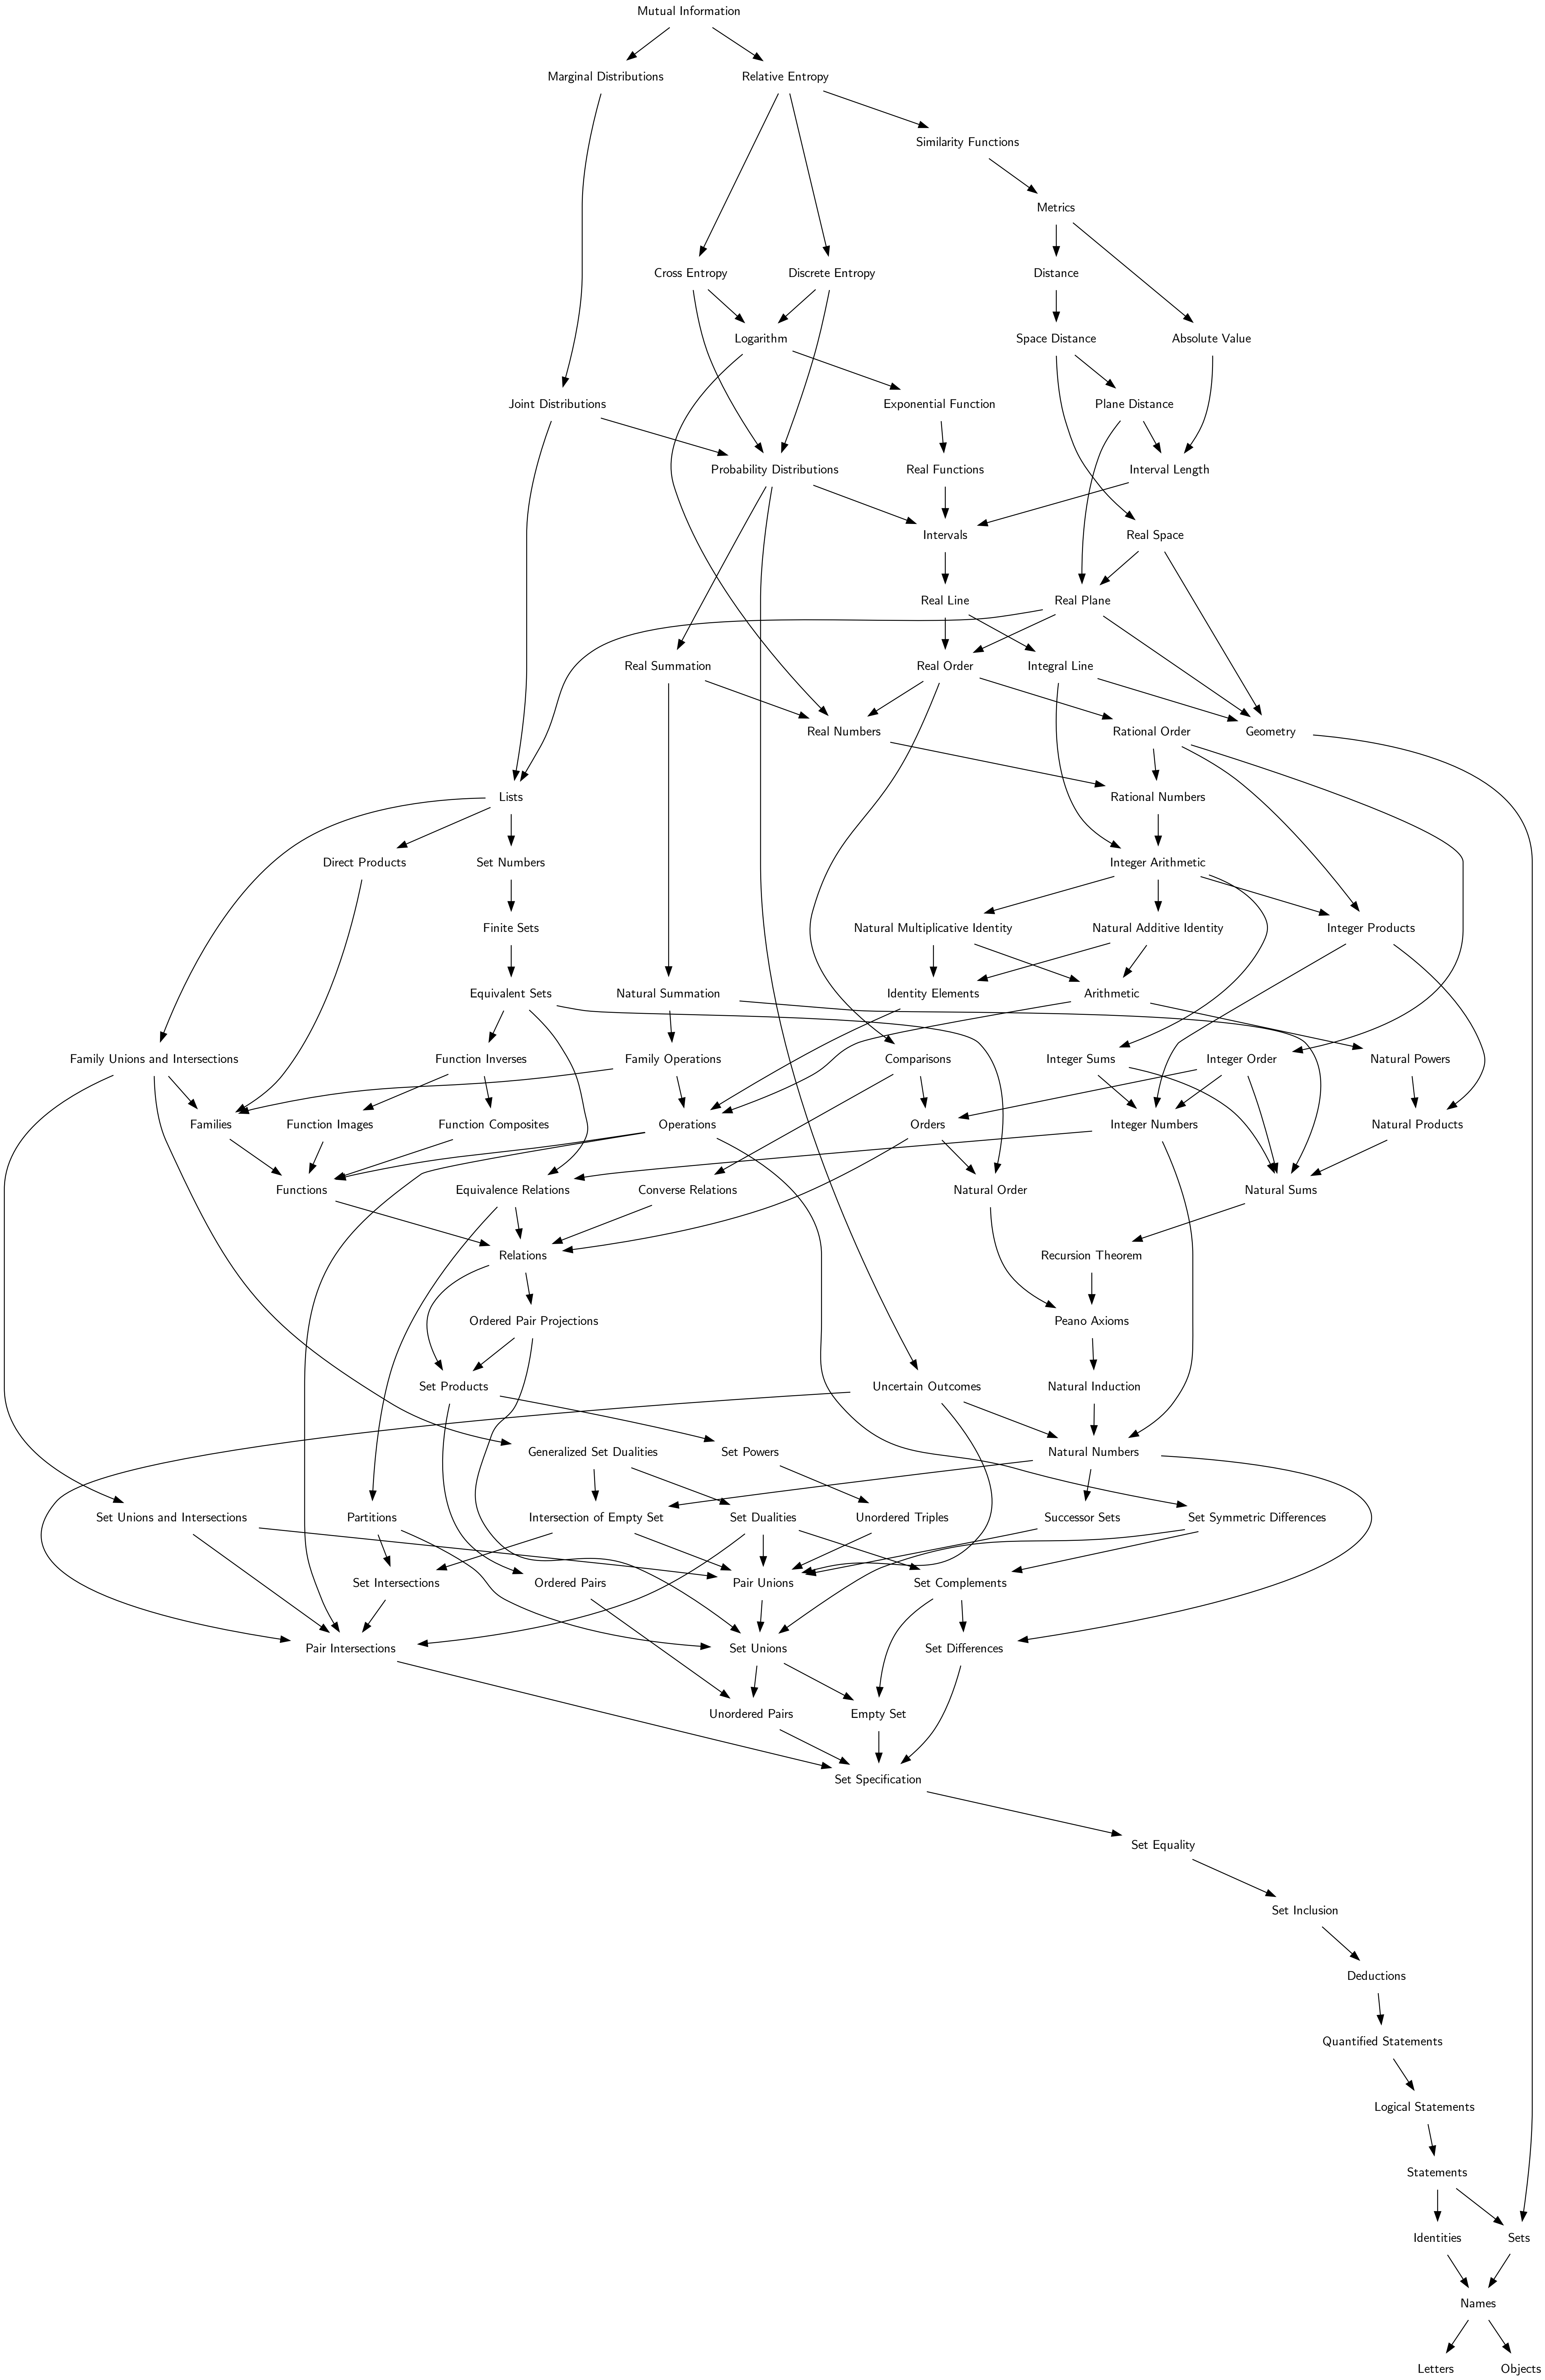 Mutual Information
Marginal Distributions
Relative Entropy
Similarity Functions
Metrics
Cross Entropy
Discrete Entropy
Distance
Logarithm
Space Distance
Absolute Value
Joint Distributions
Exponential Function
Plane Distance
Probability Distributions
Real Functions
Interval Length
Intervals
Real Space
Real Line
Real Plane
Real Summation
Real Order
Integral Line
Real Numbers
Rational Order
Geometry
Lists
Rational Numbers
Direct Products
Set Numbers
Integer Arithmetic
Finite Sets
Natural Multiplicative Identity
Natural Additive Identity
Integer Products
Equivalent Sets
Natural Summation
Identity Elements
Arithmetic
Family Unions and Intersections
Function Inverses
Family Operations
Comparisons
Integer Sums
Integer Order
Natural Powers
Families
Function Images
Function Composites
Operations
Orders
Integer Numbers
Natural Products
Functions
Equivalence Relations
Converse Relations
Natural Order
Natural Sums
Relations
Recursion Theorem
Ordered Pair Projections
Peano Axioms
Set Products
Uncertain Outcomes
Natural Induction
Generalized Set Dualities
Set Powers
Natural Numbers
Set Unions and Intersections
Partitions
Intersection of Empty Set
Set Dualities
Unordered Triples
Successor Sets
Set Symmetric Differences
Set Intersections
Ordered Pairs
Pair Unions
Set Complements
Pair Intersections
Set Unions
Set Differences
Unordered Pairs
Empty Set
Set Specification
Set Equality
Set Inclusion
Deductions
Quantified Statements
Logical Statements
Statements
Identities
Sets
Names
Letters
Objects